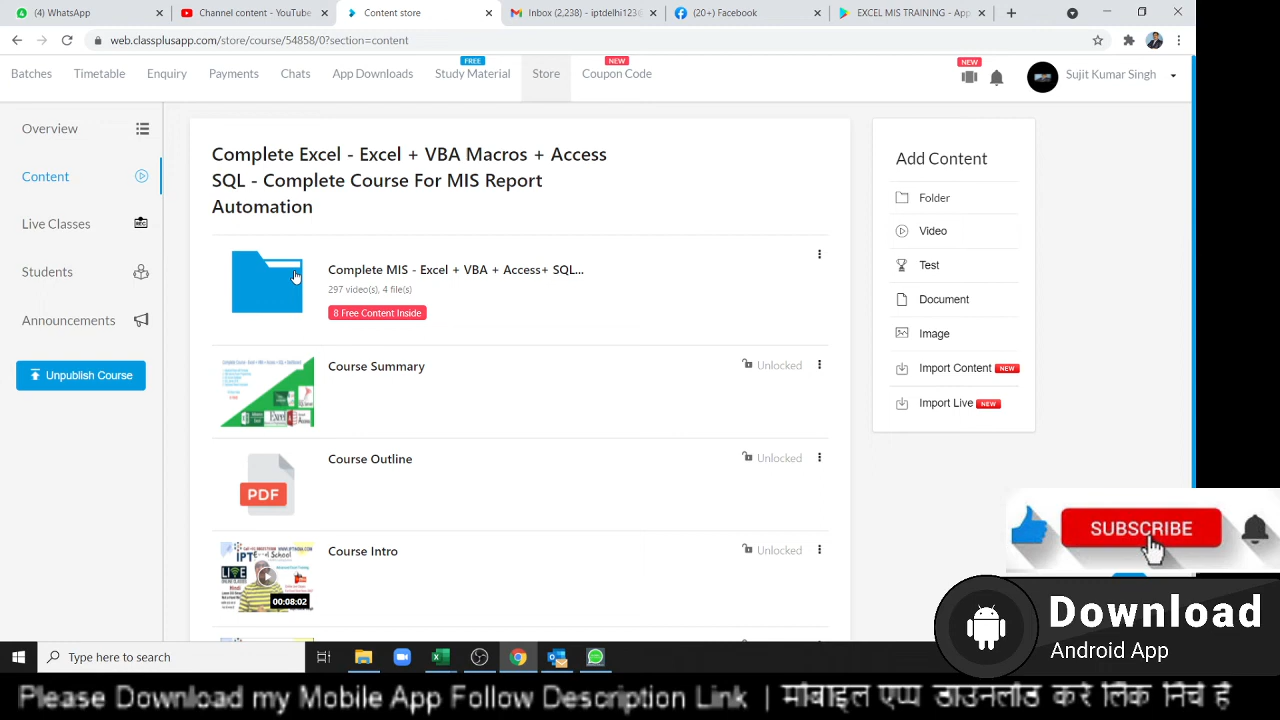 WhatsApp
Channel content - YouTube
Content store
Inbox (2,238) - iptdelhi123@
(20+) Facebook
EXCEL MIS TRAINING - App
web.classplusapp.com/store/course/54858/0?section=content
Batches
Timetable
Enquiry
Payments
Chats
App Downloads
FREE
Study Material
Store
NEW
Coupon Code
NEW
Sujit Kumar Singh
Overview
Content
Live Classes
Students
Announcements
Unpublish Course
Complete Excel - Excel + VBA Macros + Access
SQL - Complete Course For MIS Report
Automation
Complete MIS - Excel + VBA + Access+ SQL...
297 video(s), 4 file(s)
8 Free Content Inside
Course Summary
Unlocked
Course Outline
Unlocked
PDF
Course Intro
Unlocked
00:08:02
Add Content
Folder
Video
Test
Document
Image
Import Content NEW
Import Live NEW
SUBSCRIBE
Download
Android App
Type here to search
Please Download my Mobile App Follow Description Link | मोबाइल एप्प डाउनलोड करे लिंक निचे है